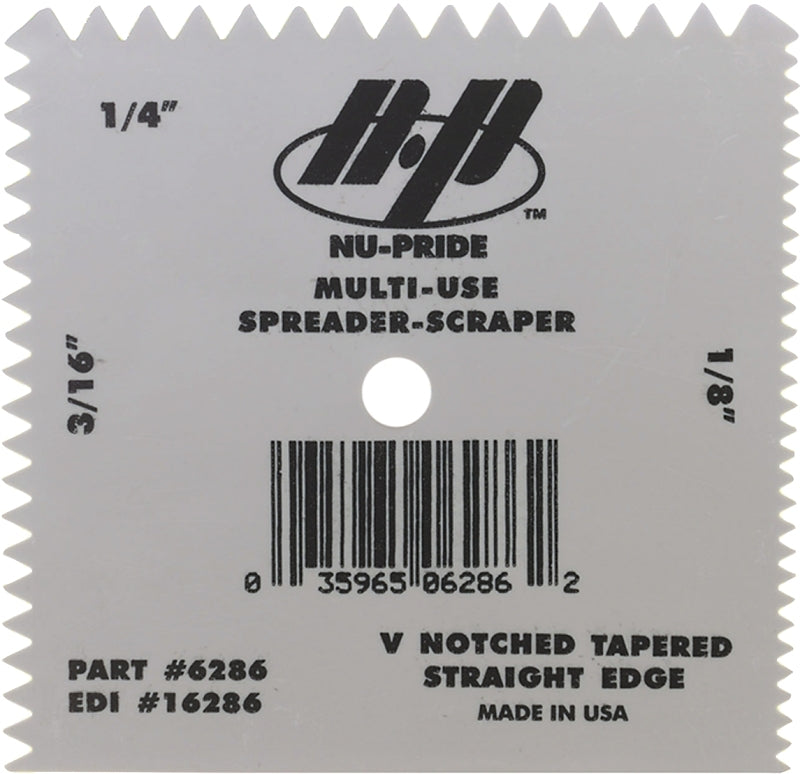 1/4"
N·P
TM
NU-PRIDE
MULTI-USE
SPREADER-SCRAPER
3/16"
1/8"
0 35965 06286 2
V NOTCHED TAPERED
STRAIGHT EDGE
MADE IN USA
PART #6286
EDI #16286